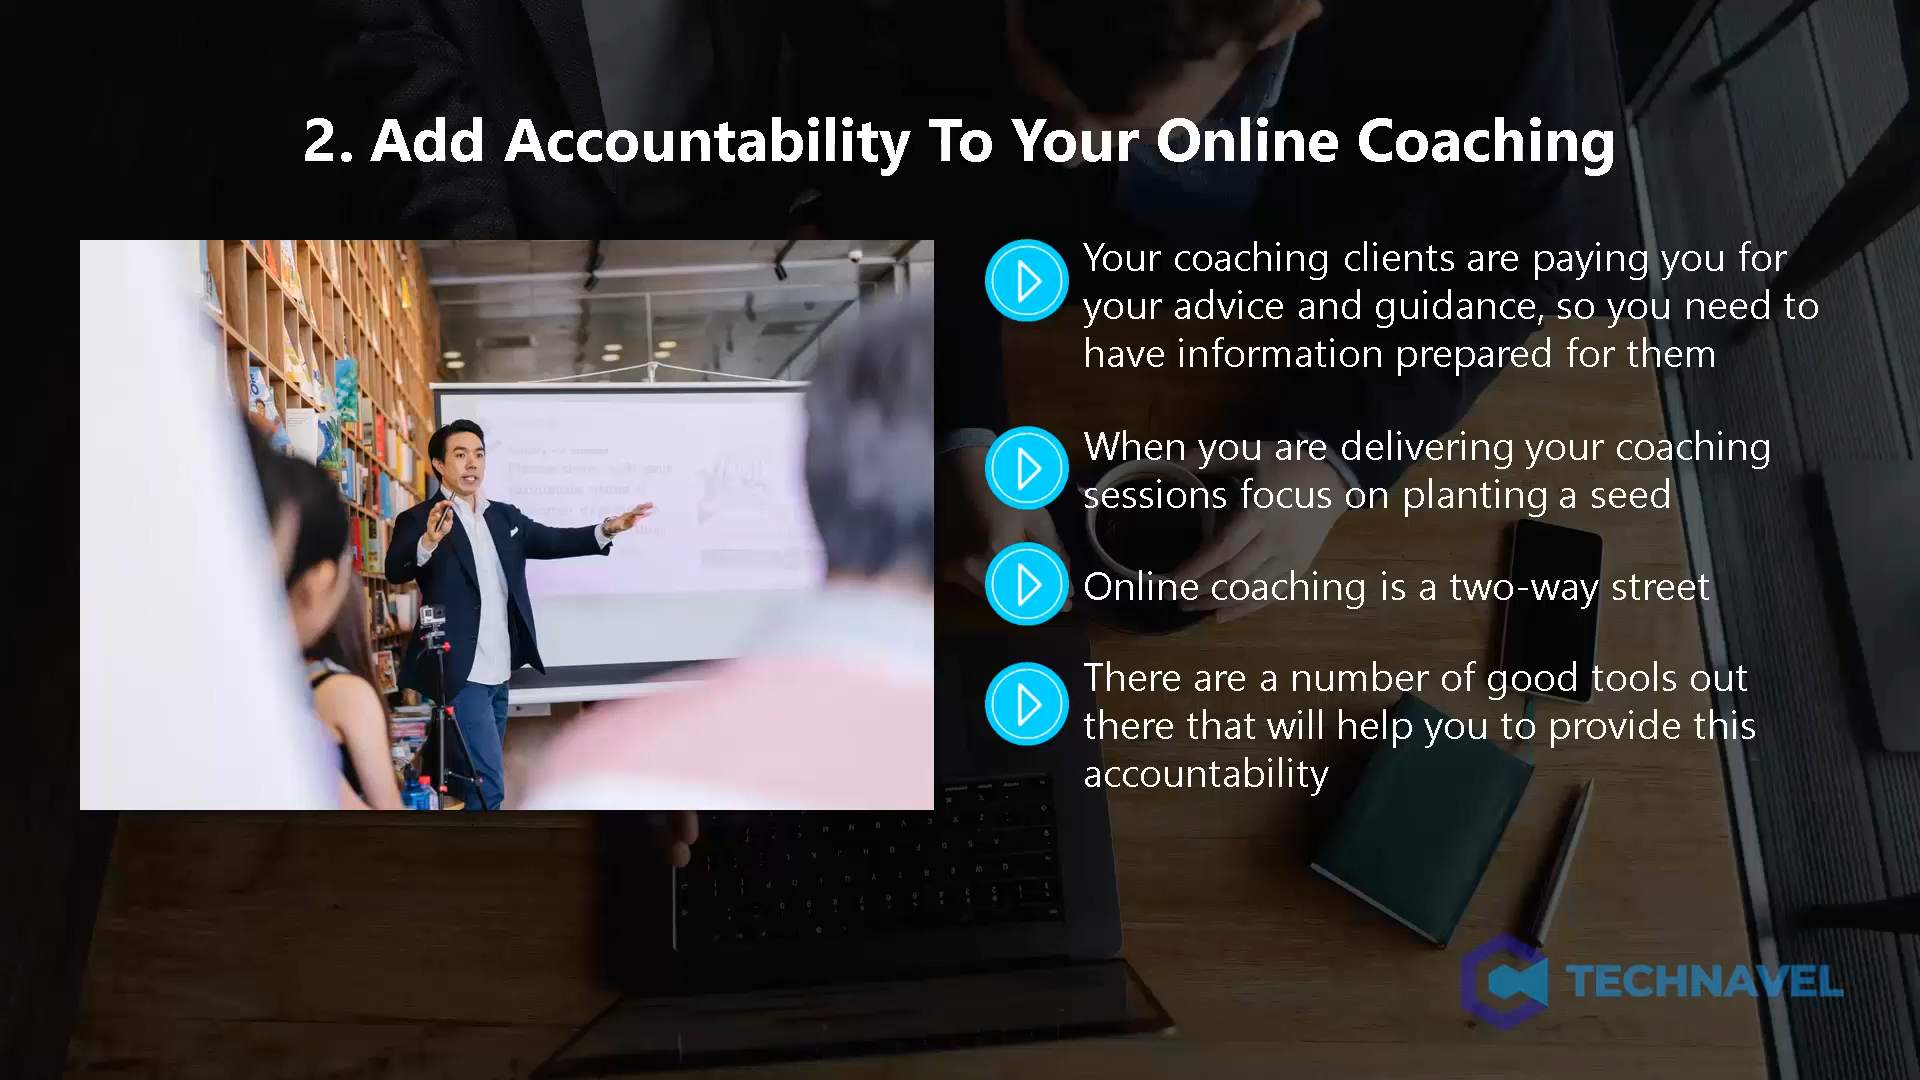 2. Add Accountability To Your Online Coaching
Your coaching clients are paying you for
your advice and guidance, so you need to
have information prepared for them
When you are delivering your coaching
sessions focus on planting a seed
Online coaching is a two-way street
There are a number of good tools out
there that will help you to provide this
accountability
TECHNAVEL